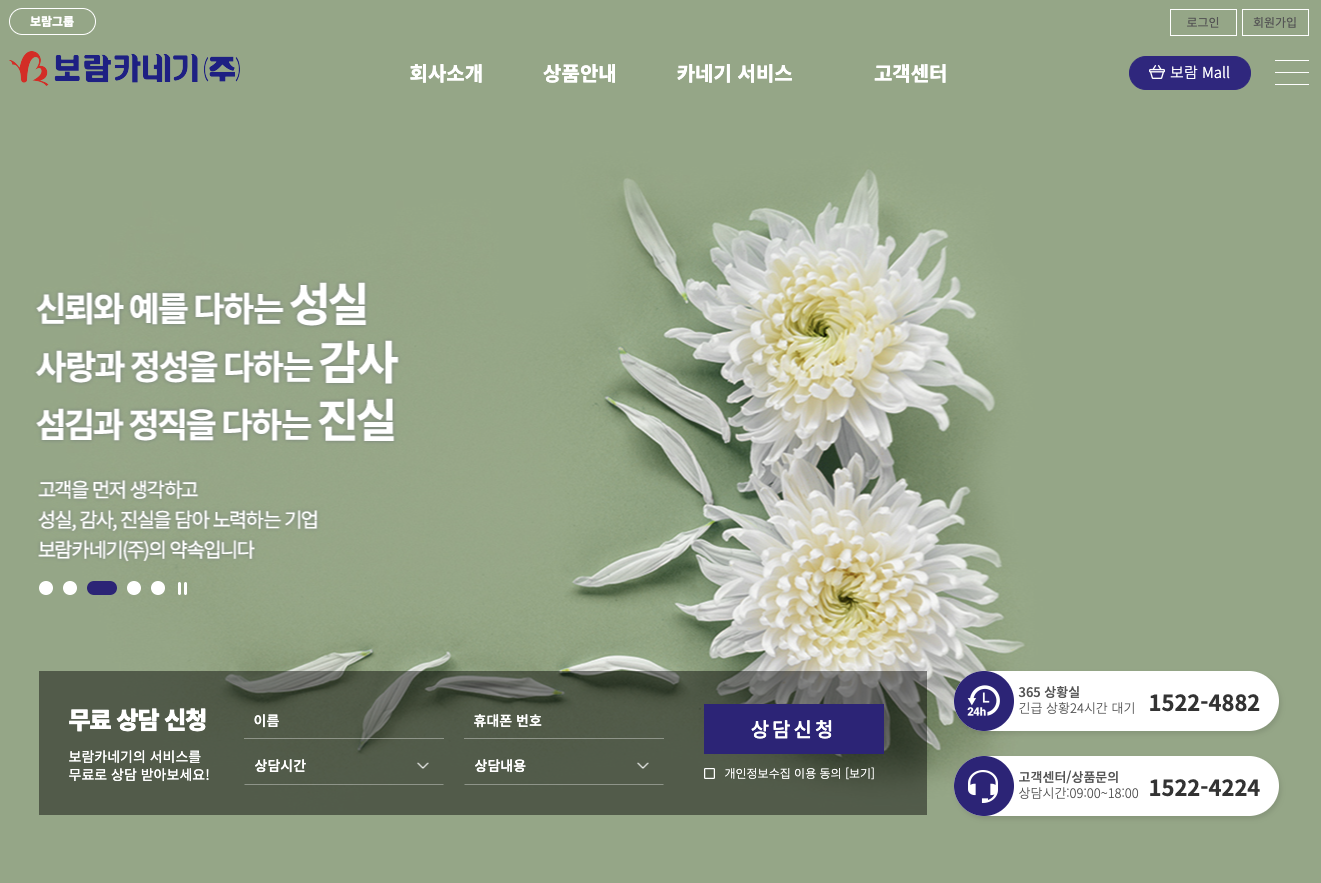 보람그룹
로그인
회원가입
보람카네기(주)
회사소개
상품안내
카네기 서비스
고객센터
보람 Mall
신뢰와 예를 다하는 성실
사랑과 정성을 다하는 감사
섬김과 정직을 다하는 진실
고객을 먼저 생각하고
성실, 감사, 진실을 담아 노력하는 기업
보람카네기(주)의 약속입니다
무료 상담 신청
보람카네기의 서비스를
무료로 상담 받아보세요!
이름
휴대폰 번호
상담시간
상담내용
상담신청
개인정보수집 이용 동의 [보기]
24h
365 상황실
긴급 상황24시간 대기
1522-4882
고객센터/상품문의
상담시간:09:00~18:00
1522-4224